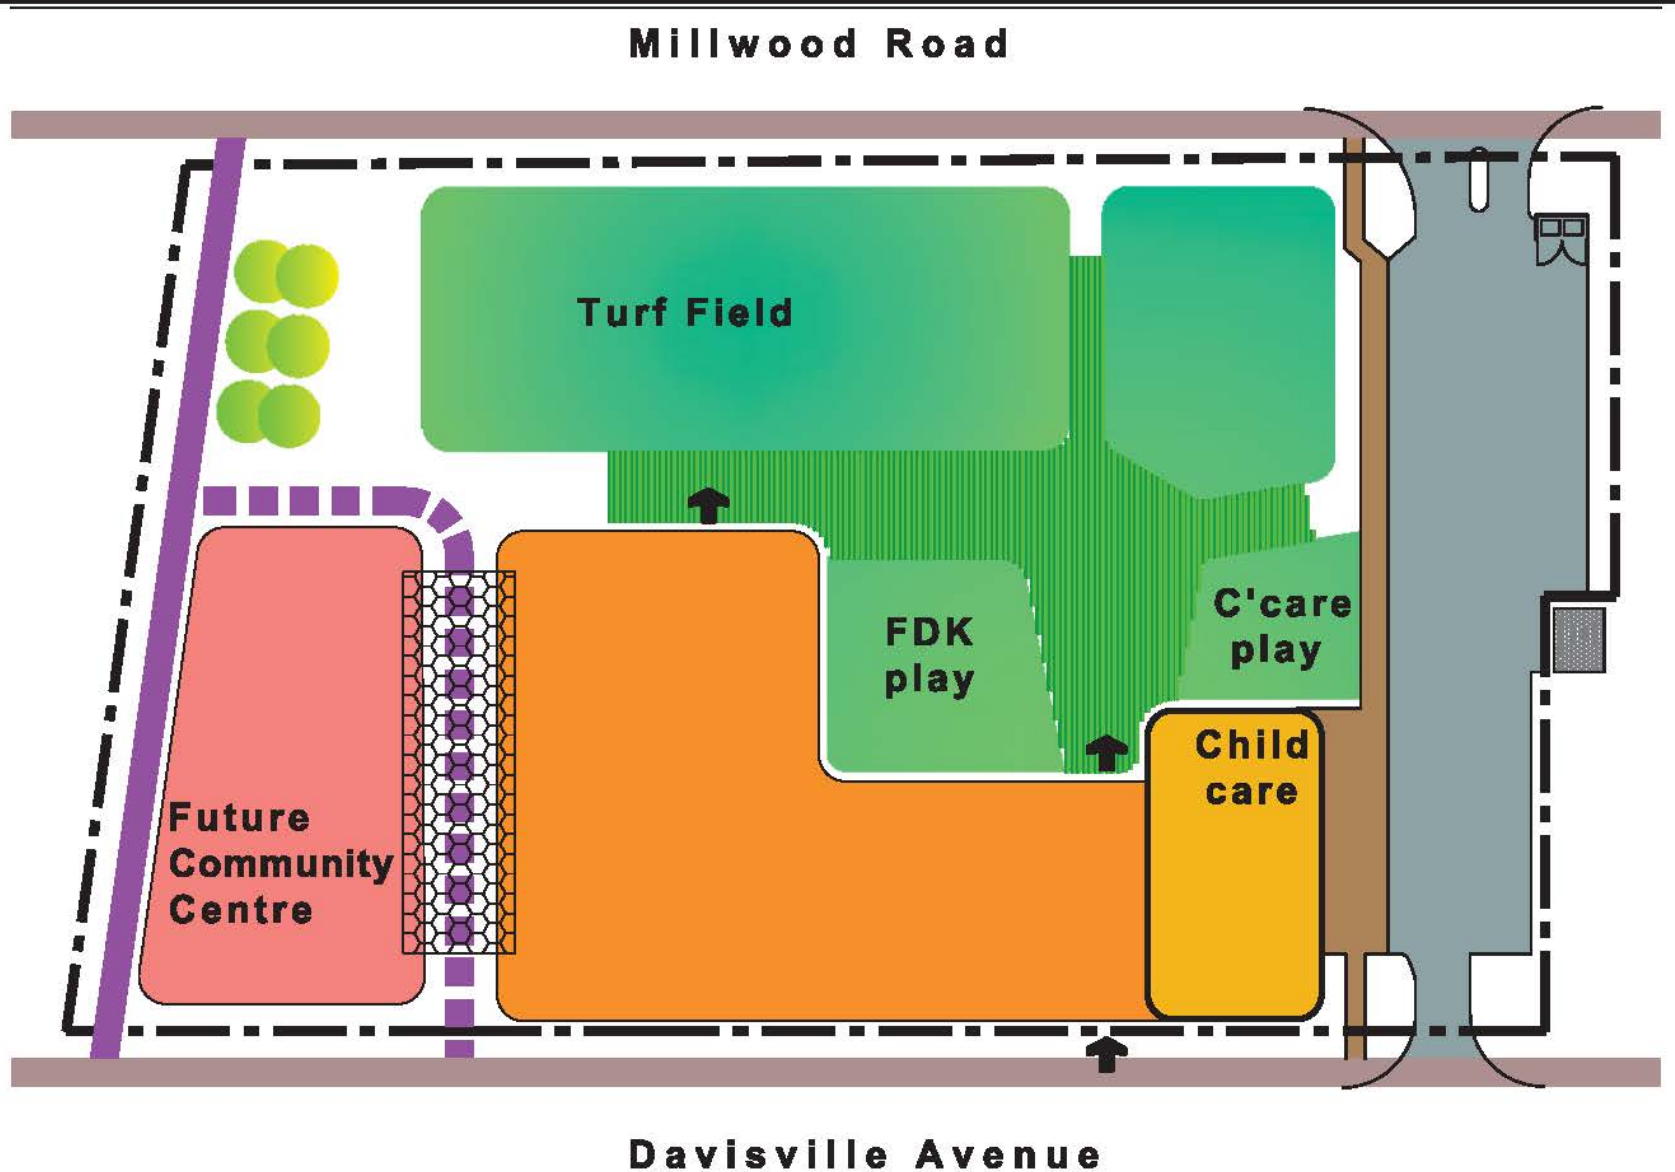 Millwood Road
Turf Field
C'care
play
FDK
play
Child
care
Future
Community
Centre
Davisville Avenue